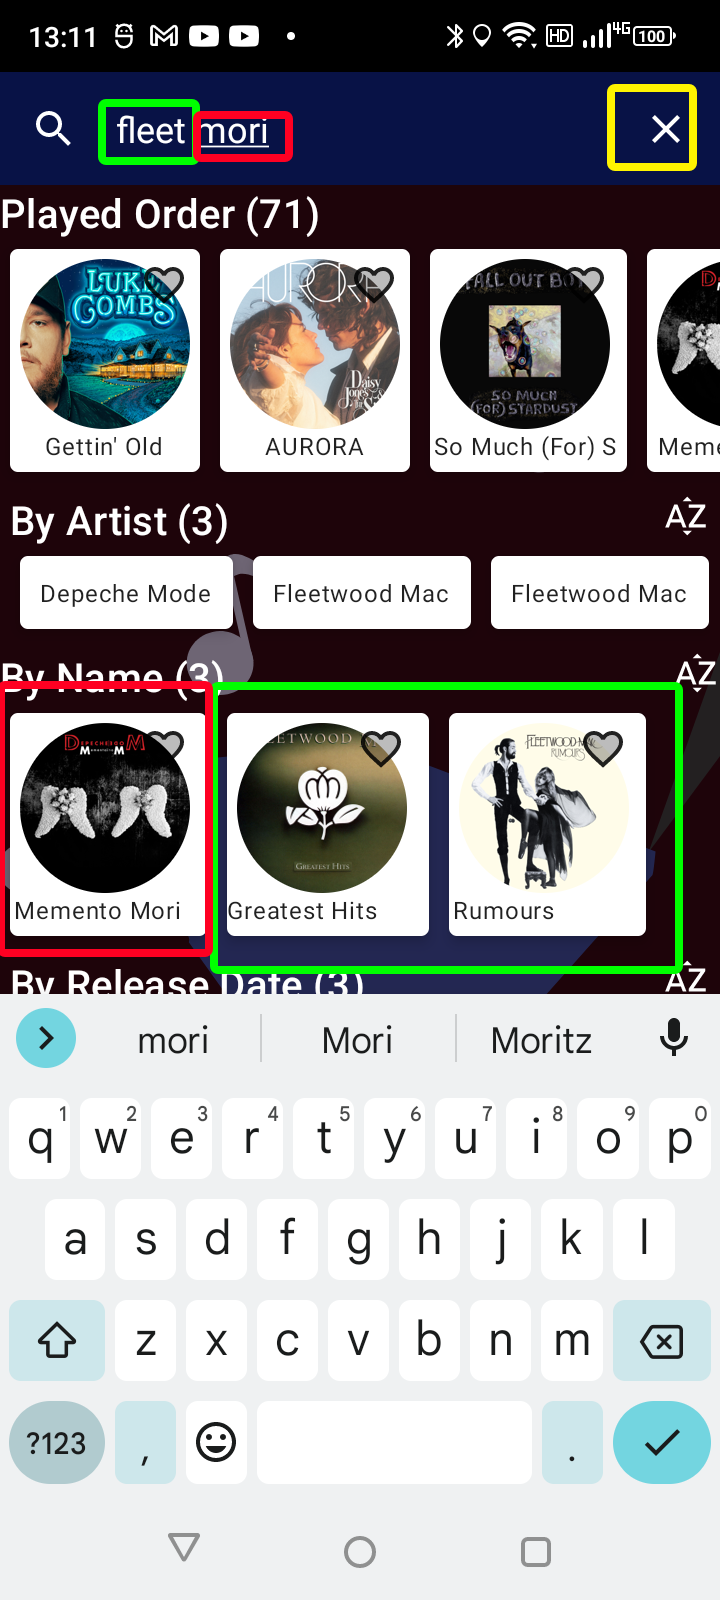 13:11 HD 4G 100
fleet mori
Played Order (71)
LUKE COMBS
AURORA
Daisy Jones & The S
FALL OUT BOY
SO MUCH (FOR) STARDUST
D
Gettin' Old
AURORA
So Much (For) S
Meme
By Artist (3)
AZ
Depeche Mode
Fleetwood Mac
Fleetwood Mac
By Name (3)
AZ
DEPECHE MODE M
Memento M
EETWOOD
GREATEST HITS
FLEETWOOD MAC
RUMOURS
Memento Mori
Greatest Hits
Rumours
By Release Date (3)
AZ
mori Mori Moritz
1 2 3 4 5 6 7 8 9 0
q w e r t y u i o p
a s d f g h j k l
z x c v b n m
?123 , .